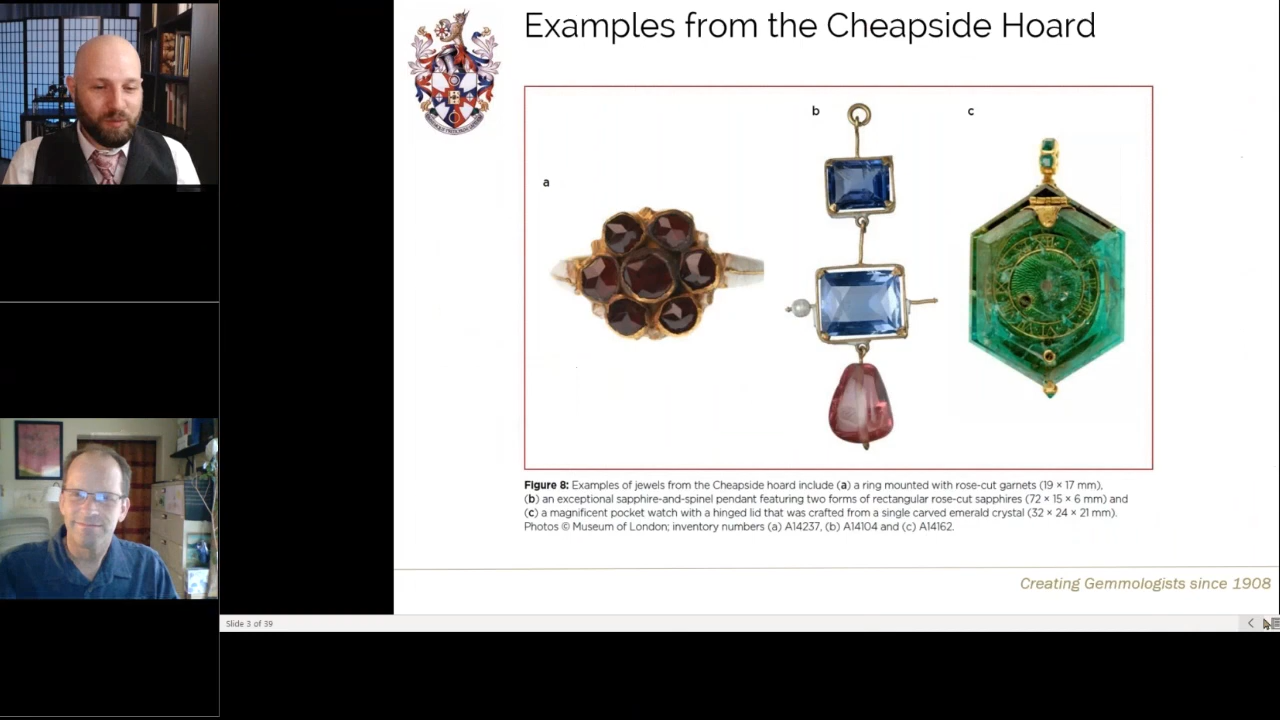 Examples from the Cheapside Hoard
a
b
c
Figure 8: Examples of jewels from the Cheapside hoard include (a) a ring mounted with rose-cut garnets (19 × 17 mm),
(b) an exceptional sapphire-and-spinel pendant featuring two forms of rectangular rose-cut sapphires (72 × 15 × 6 mm) and
(c) a magnificent pocket watch with a hinged lid that was crafted from a single carved emerald crystal (32 × 24 × 21 mm).
Photos © Museum of London; inventory numbers (a) A14237, (b) A14104 and (c) A14162.
Creating Gemmologists since 1908
Slide 3 of 39